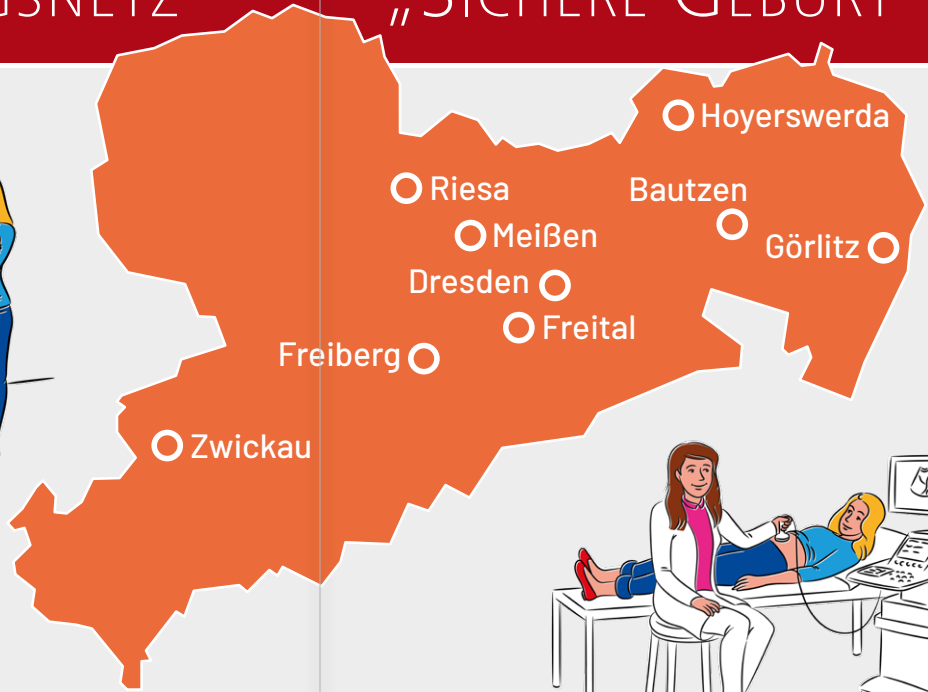 „Sichere Geburt
Hoyerswerda
Riesa
Bautzen
Meißen
Görlitz
Dresden
Freital
Freiberg
Zwickau